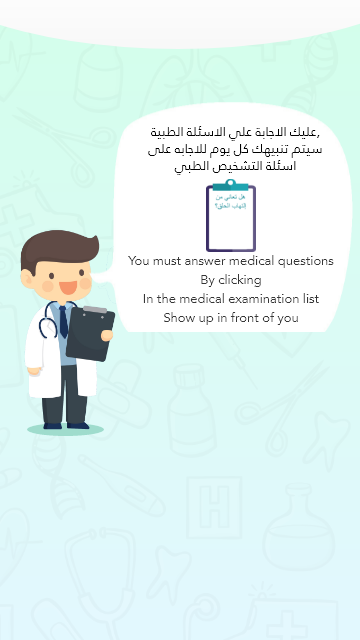 عليك الاجابة علي الاسئلة الطبية,
سيتم تنبيهك كل يوم للاجابه على
اسئلة التشخيص الطبي
هل تعاني من
إلتهاب الحلق؟
You must answer medical questions
By clicking
In the medical examination list
Show up in front of you
H